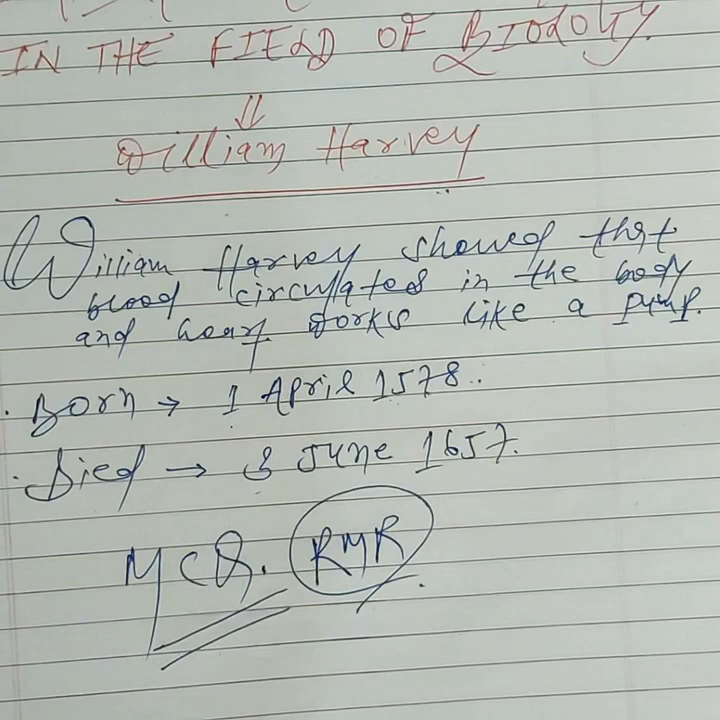 IN THE FIELD OF BIOLOGY.
⇓
William Harvey
William Harvey showed that
blood circulated in the body
and heart works like a pump.
. Born → 1 April 1578..
. Died → 3 June 1657.
MCQ. RMR.